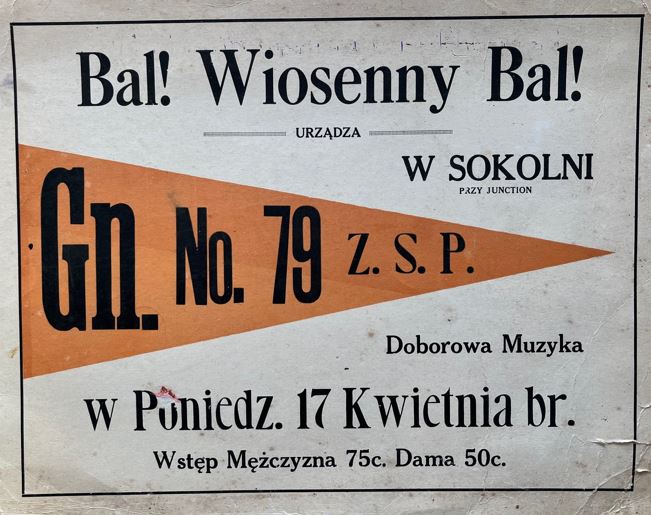 Bal! Wiosenny Bal!
URZĄDZA
W SOKOLNI
PRZY JUNCTION
Gn. No. 79 Z. S. P.
Doborowa Muzyka
w Poniedz. 17 Kwietnia br.
Wstęp Mężczyzna 75c. Dama 50c.